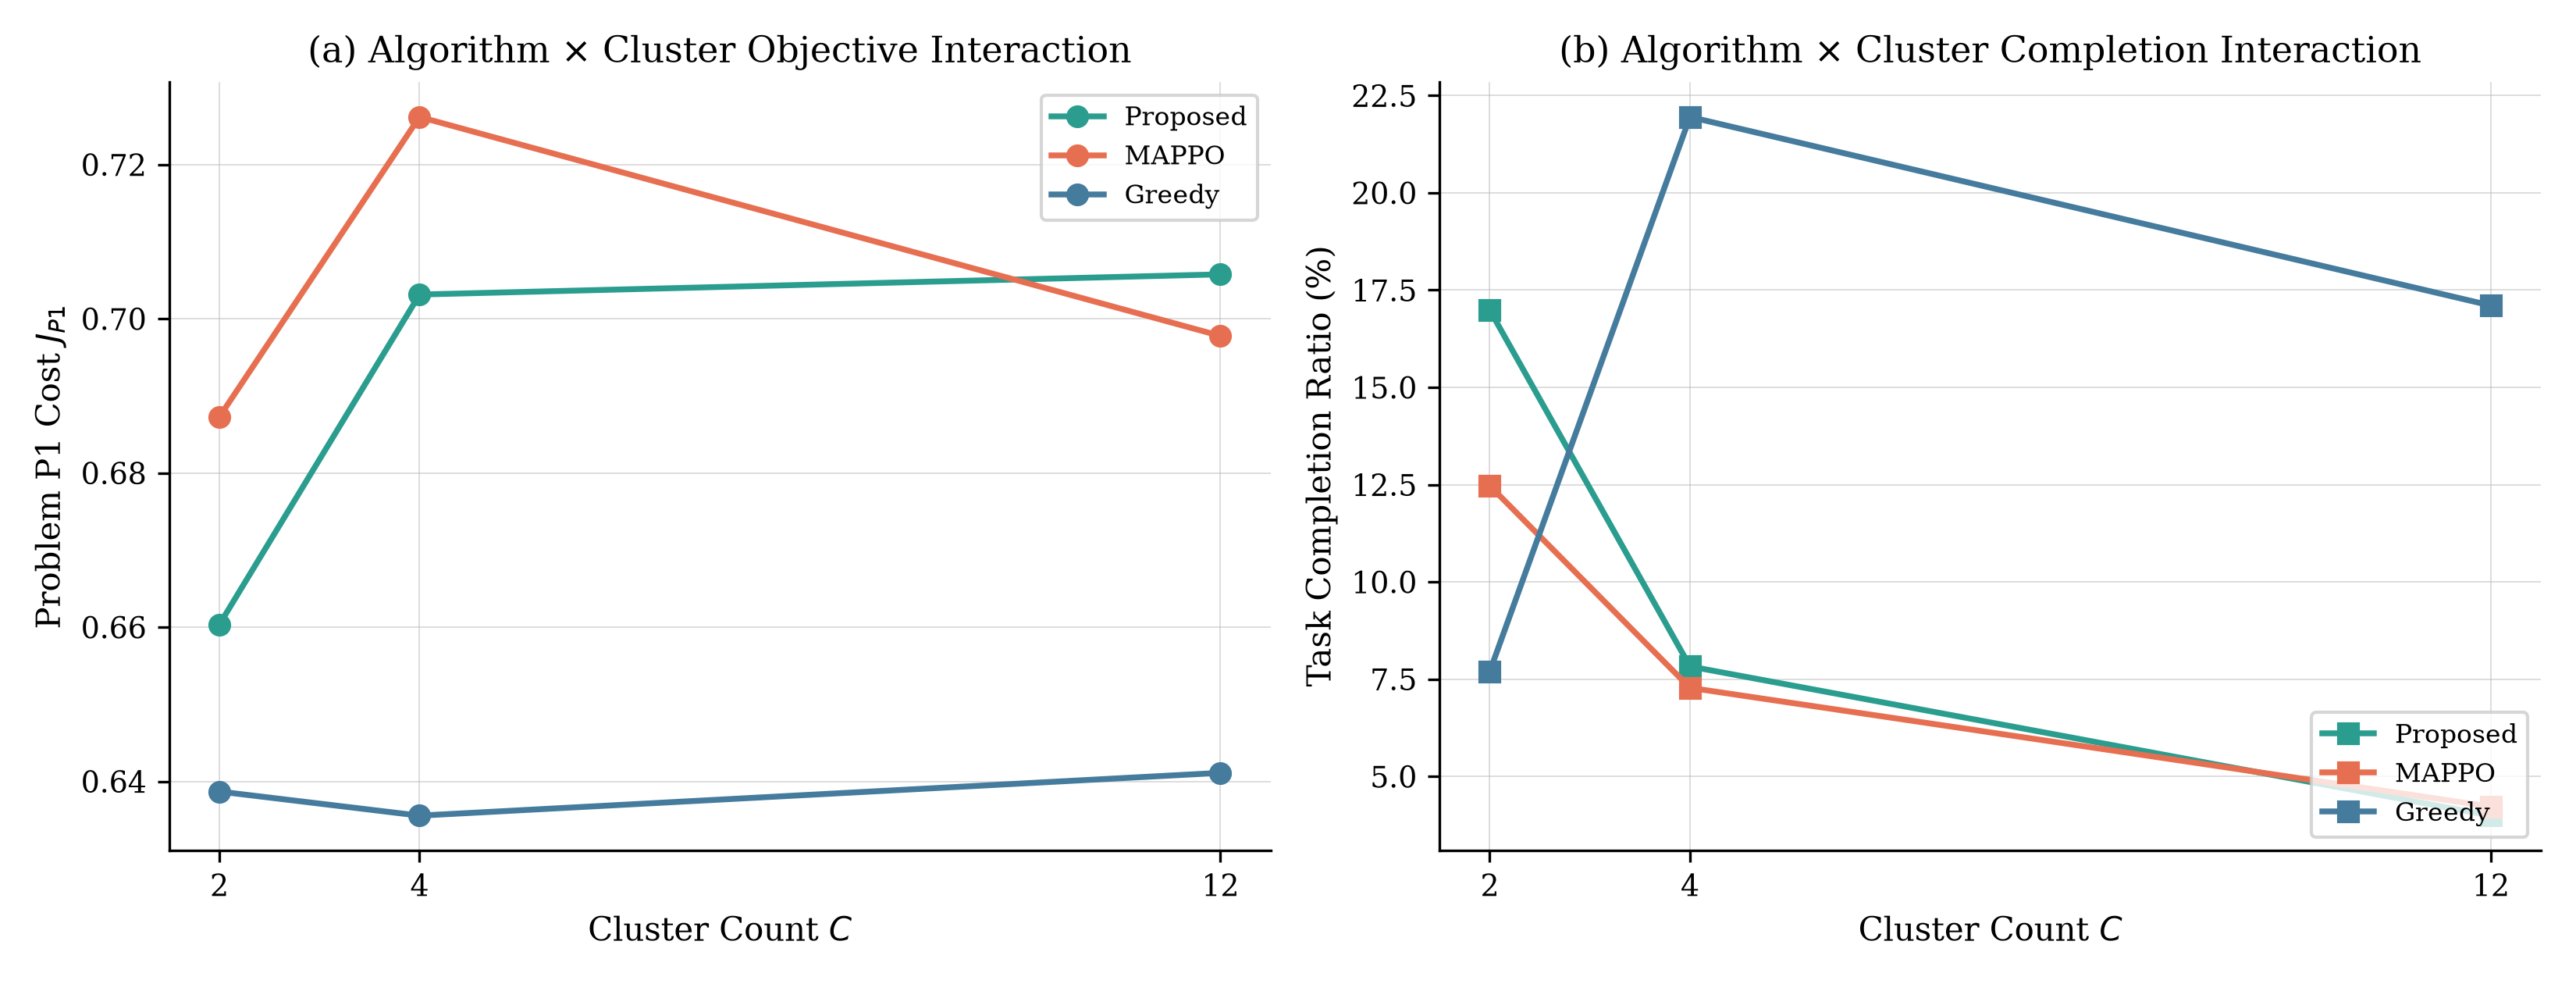 (a) Algorithm × Cluster Objective Interaction
Problem P1 Cost J_{P1}
0.72
0.70
0.68
0.66
0.64
2
4
12
Cluster Count C
Proposed
MAPPO
Greedy
(b) Algorithm × Cluster Completion Interaction
Task Completion Ratio (%)
22.5
20.0
17.5
15.0
12.5
10.0
7.5
5.0
2
4
12
Cluster Count C
Proposed
MAPPO
Greedy